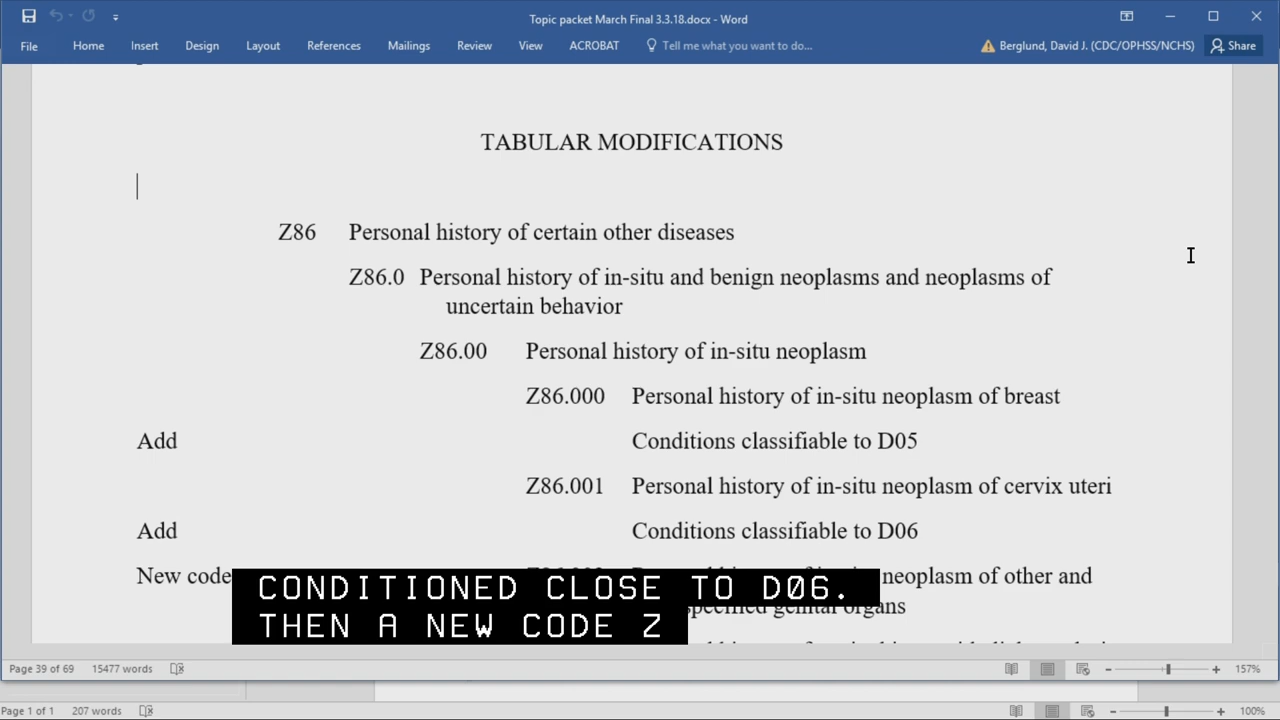 Topic packet March Final 3.3.18.docx - Word
File Home Insert Design Layout References Mailings Review View ACROBAT Tell me what you want to do... Berglund, David J. (CDC/OPHSS/NCHS) Share
TABULAR MODIFICATIONS
Z86 Personal history of certain other diseases
Z86.0 Personal history of in-situ and benign neoplasms and neoplasms of
uncertain behavior
Z86.00 Personal history of in-situ neoplasm
Z86.000 Personal history of in-situ neoplasm of breast
Add Conditions classifiable to D05
Z86.001 Personal history of in-situ neoplasm of cervix uteri
Add Conditions classifiable to D06
New code neoplasm of other and
genital organs
CONDITIONED CLOSE TO D06.
THEN A NEW CODE Z
Page 39 of 69 15477 words 157%
Page 1 of 1 207 words 100%